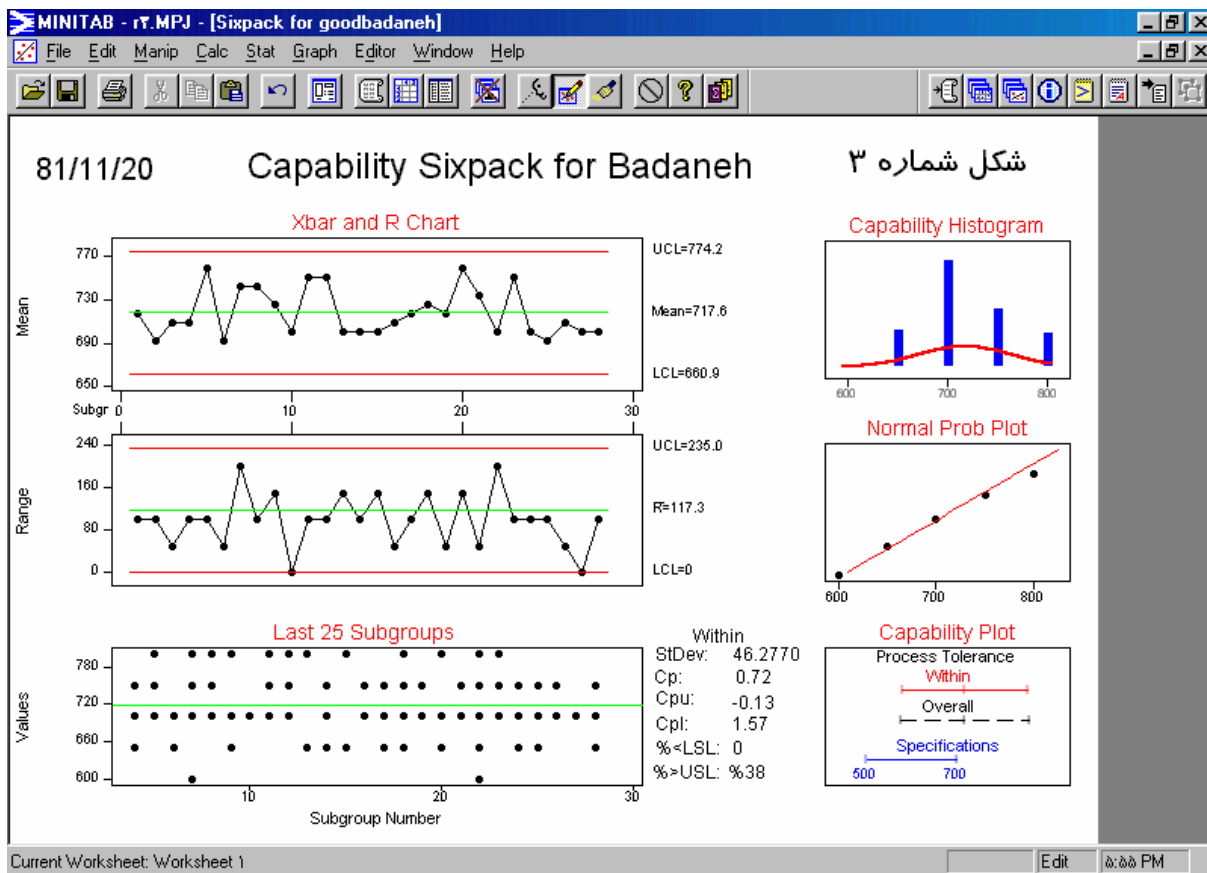 MINITAB - r۲.MPJ - [Sixpack for goodbadaneh]
File Edit Manip Calc Stat Graph Editor Window Help
81/11/20
Capability Sixpack for Badaneh
شکل شماره ۳
Xbar and R Chart
Mean
770
730
690
650
UCL=774.2
Mean=717.6
LCL=660.9
Subgr 0 10 20 30
Range
240
160
80
0
UCL=235.0
R=117.3
LCL=0
Last 25 Subgroups
Values
780
720
660
600
10 20 30
Subgroup Number
Within
StDev: 46.2770
Cp: 0.72
Cpu: -0.13
Cpl: 1.57
%<LSL: 0
%>USL: %38
Capability Histogram
600 700 800
Normal Prob Plot
600 700 800
Capability Plot
Process Tolerance
Within
Overall
Specifications
500 700
Current Worksheet: Worksheet ۱
Edit
۵:۵۵ PM